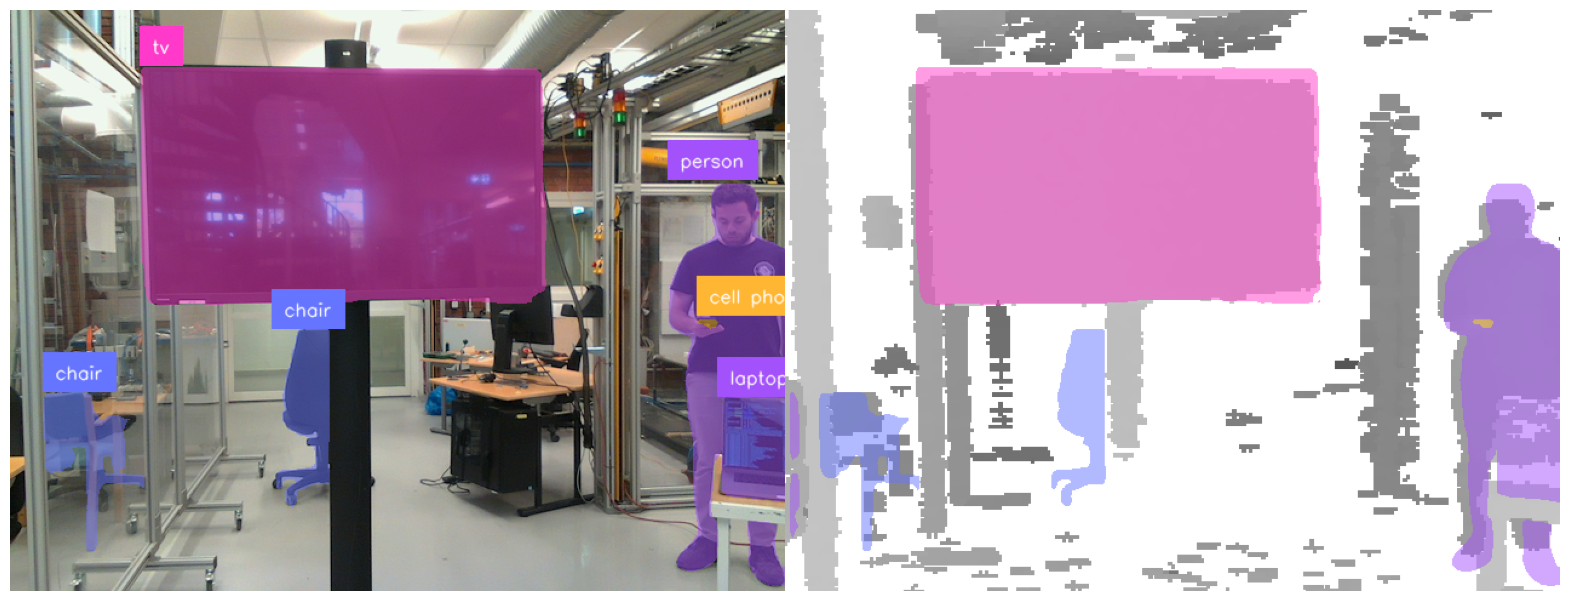 tv
person
cell pho
chair
chair
laptop